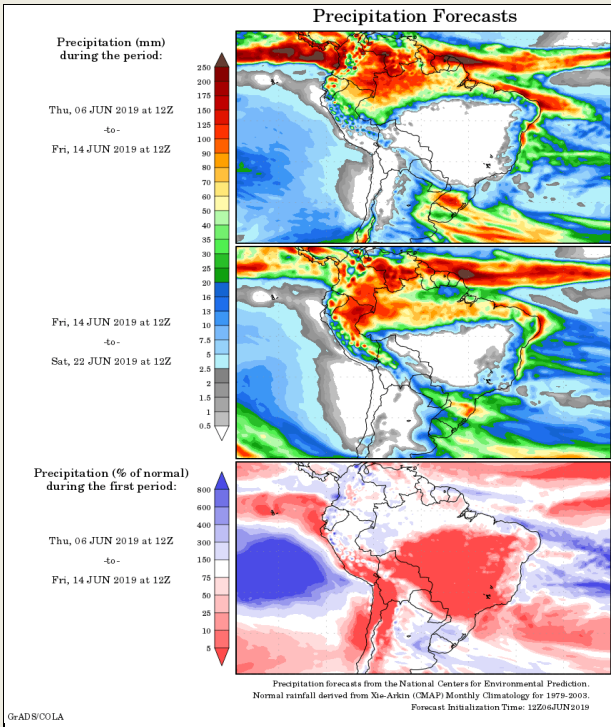 Precipitation Forecasts
Precipitation (mm)
during the period:
Thu, 06 JUN 2019 at 12Z
-to-
Fri, 14 JUN 2019 at 12Z
250
200
175
150
125
100
90
80
70
60
50
40
35
30
25
20
16
13
10
7.5
5
2.5
2
1.5
1
0.5
Fri, 14 JUN 2019 at 12Z
-to-
Sat, 22 JUN 2019 at 12Z
Precipitation (% of normal)
during the first period:
Thu, 06 JUN 2019 at 12Z
-to-
Fri, 14 JUN 2019 at 12Z
800
600
400
300
150
75
50
25
10
5
Precipitation forecasts from the National Centers for Environmental Prediction.
Normal rainfall derived from Xie-Arkin (CMAP) Monthly Climatology for 1979-2003.
Forecast Initialization Time: 12Z06JUN2019
GrADS/COLA